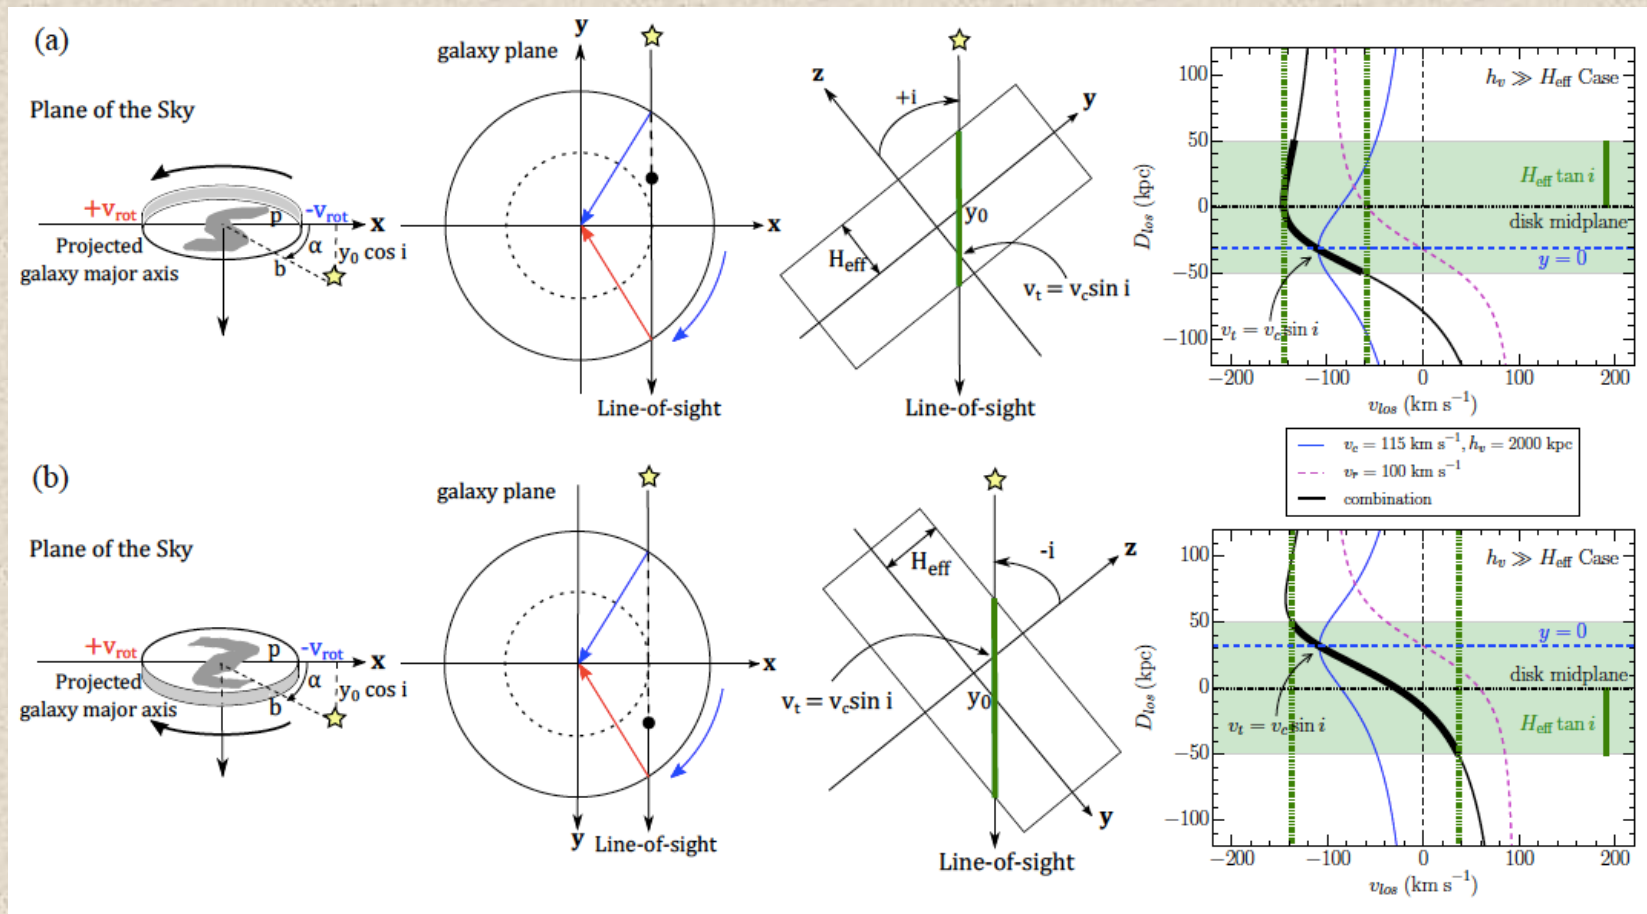 (a)
Plane of the Sky
+v_rot
-v_rot
x
p
α
b
y₀ cos i
Projected
galaxy major axis
y
galaxy plane
x
Line-of-sight
z
+i
y
y₀
H_eff
v_t = v_c sin i
Line-of-sight
h_v ≫ H_eff Case
H_eff tan i
disk midplane
y = 0
v_t = v_c sin i
100
50
0
−50
−100
D_los (kpc)
−200 −100 0 100 200
v_los (km s⁻¹)
v_c = 115 km s⁻¹, h_v = 2000 kpc
v_r = 100 km s⁻¹
combination
(b)
Plane of the Sky
+v_rot
-v_rot
x
p
α
b
y₀ cos i
Projected
galaxy major axis
galaxy plane
x
y
Line-of-sight
H_eff
-i
z
v_t = v_c sin i
y₀
y
Line-of-sight
h_v ≫ H_eff Case
y = 0
disk midplane
H_eff tan i
v_t = v_c sin i
100
50
0
−50
−100
D_los (kpc)
−200 −100 0 100 200
v_los (km s⁻¹)